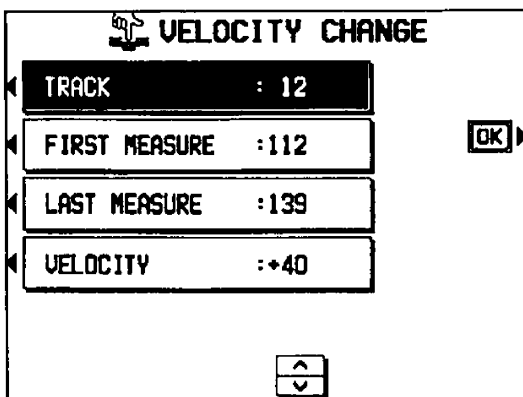 VELOCITY CHANGE
TRACK : 12
FIRST MEASURE :112
OK
LAST MEASURE :139
VELOCITY :+40